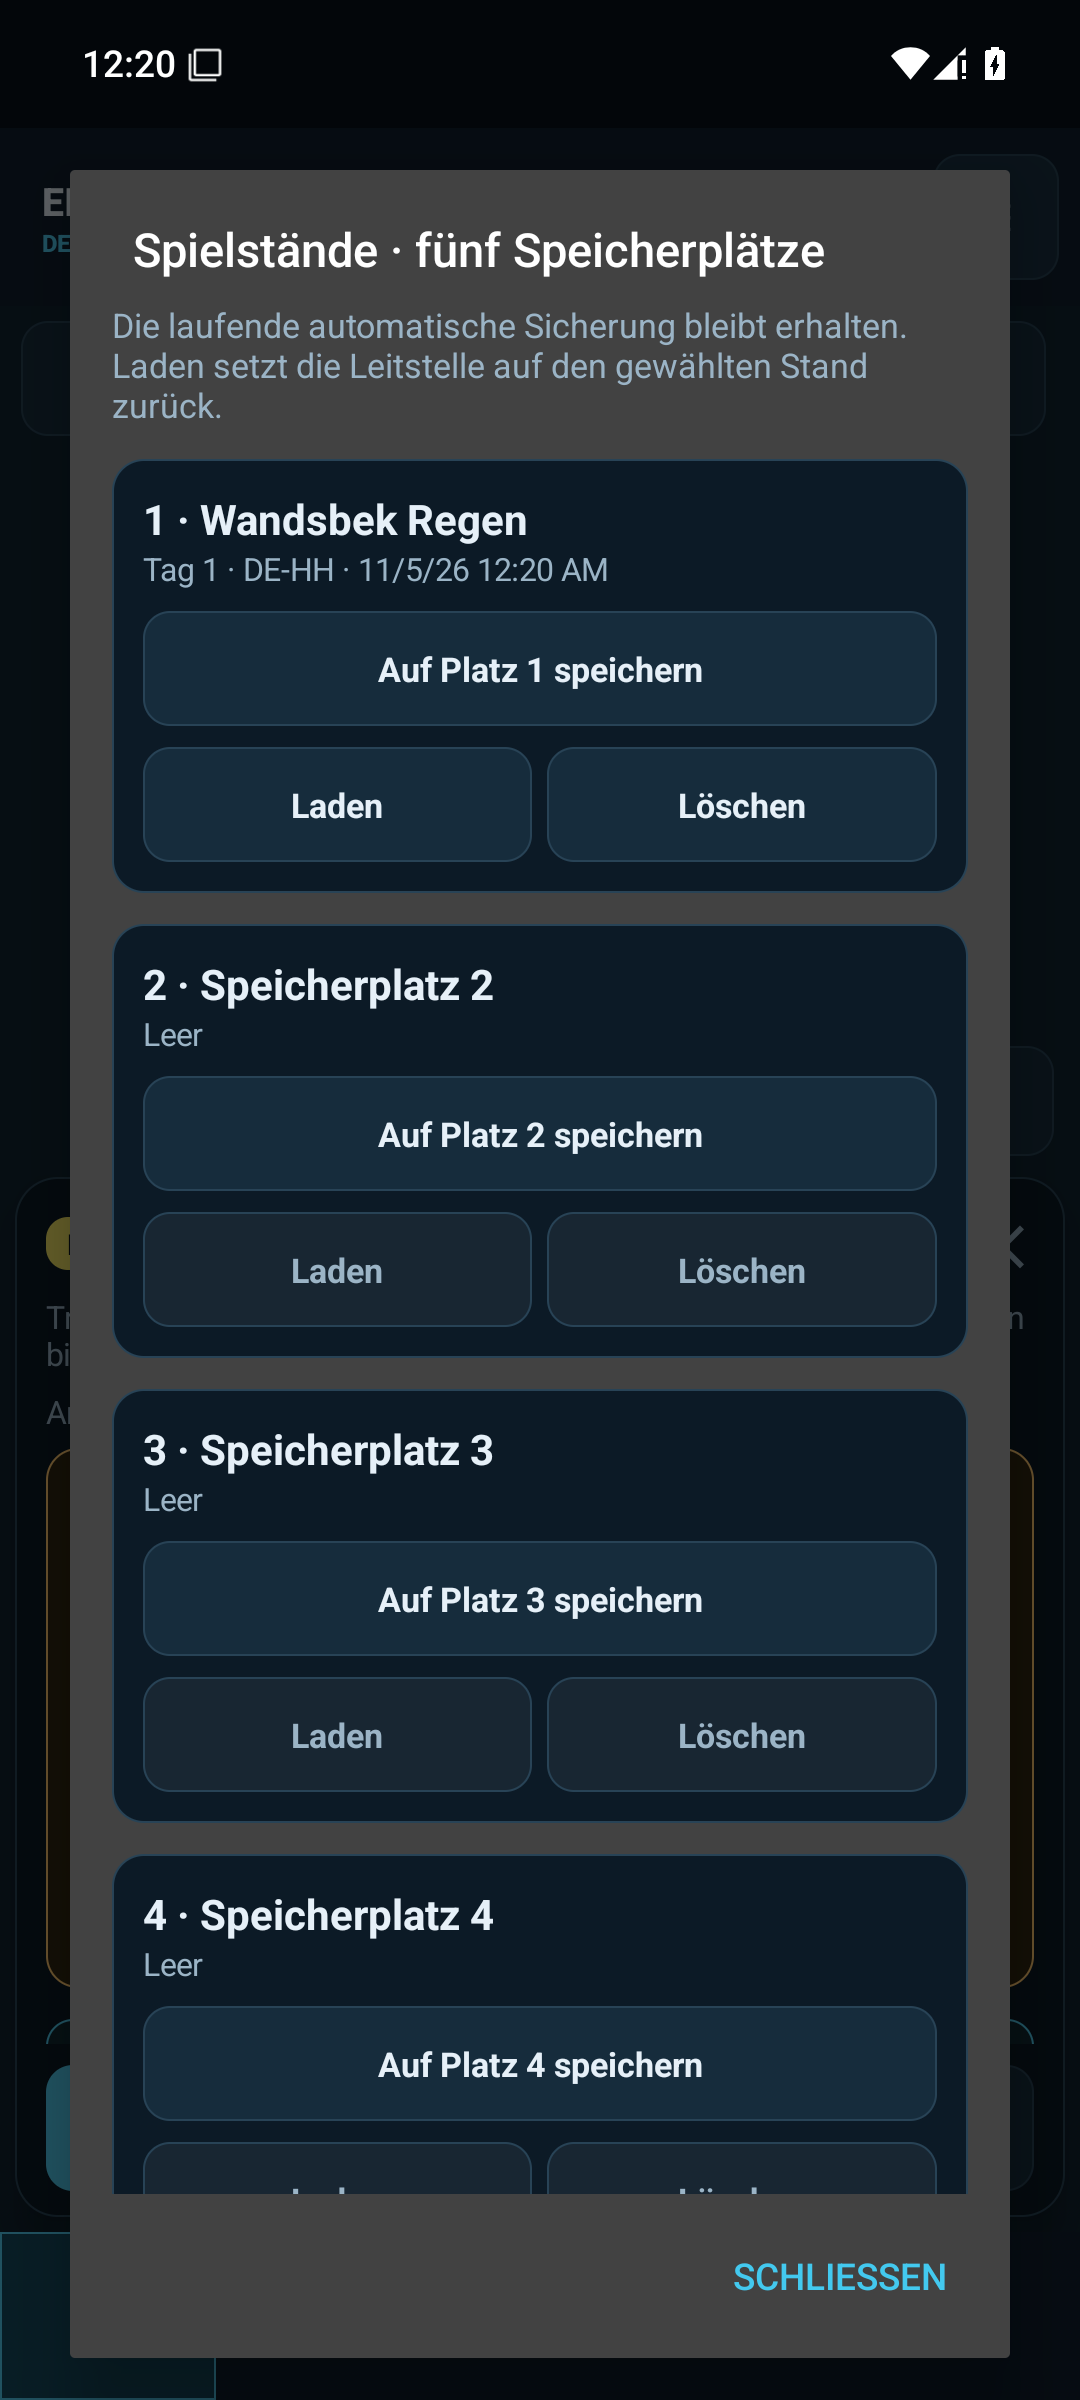 12:20
Spielstände · fünf Speicherplätze
Die laufende automatische Sicherung bleibt erhalten.
Laden setzt die Leitstelle auf den gewählten Stand
zurück.
1 · Wandsbek Regen
Tag 1 · DE-HH · 11/5/26 12:20 AM
Auf Platz 1 speichern
Laden
Löschen
2 · Speicherplatz 2
Leer
Auf Platz 2 speichern
Laden
Löschen
3 · Speicherplatz 3
Leer
Auf Platz 3 speichern
Laden
Löschen
4 · Speicherplatz 4
Leer
Auf Platz 4 speichern
Laden
Löschen
SCHLIESSEN